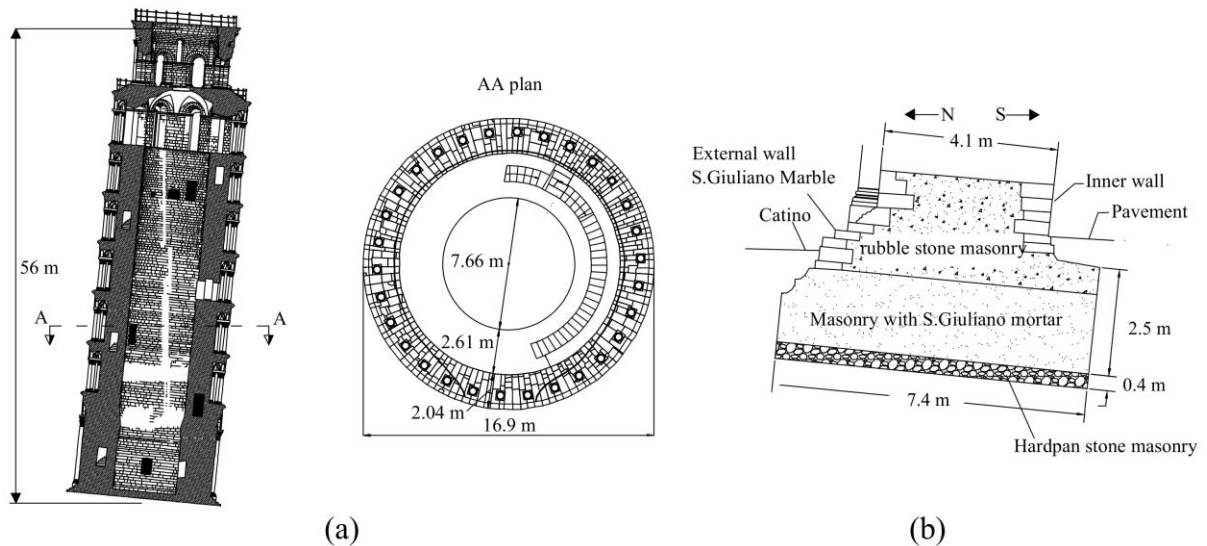 56 m
A
A
AA plan
7.66 m
2.61 m
2.04 m
16.9 m
(a)
N S
4.1 m
External wall
S.Giuliano Marble
Catino
Inner wall
Pavement
rubble stone masonry
Masonry with S.Giuliano mortar
2.5 m
0.4 m
7.4 m
Hardpan stone masonry
(b)